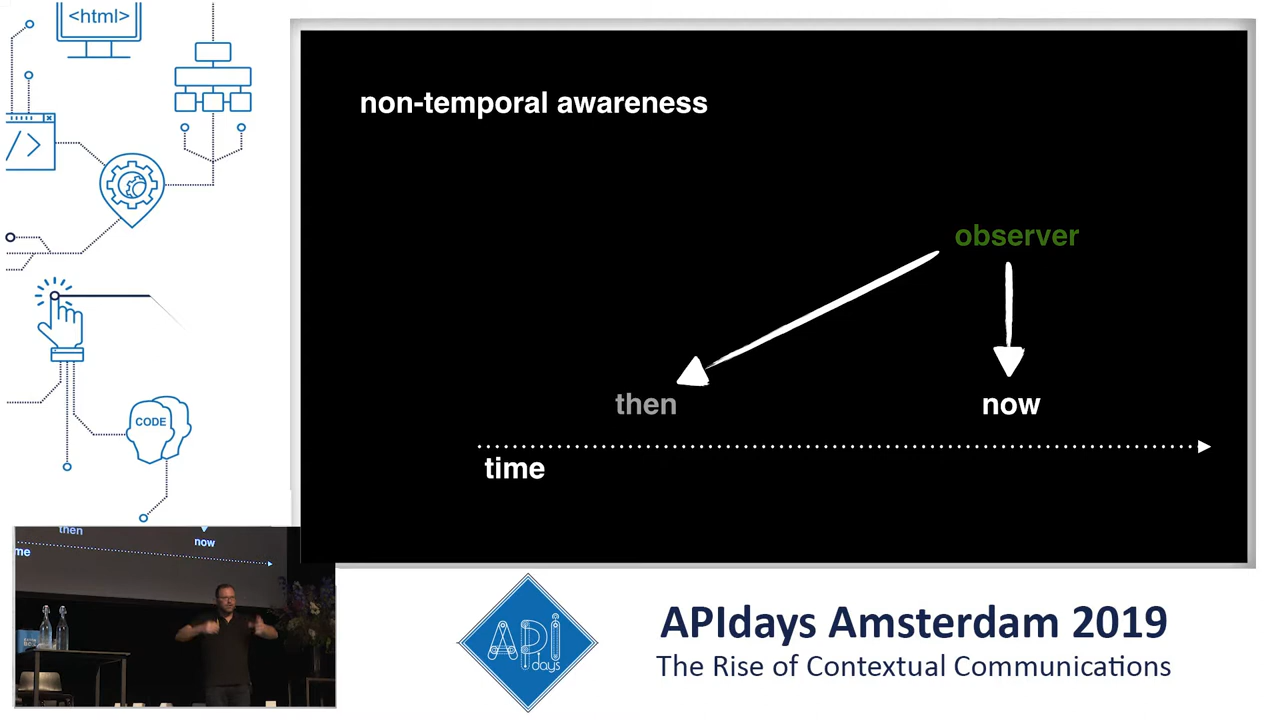 <html>
</>
CODE
non-temporal awareness
observer
then
now
time
then
now
me
API
days
APIdays Amsterdam 2019
The Rise of Contextual Communications